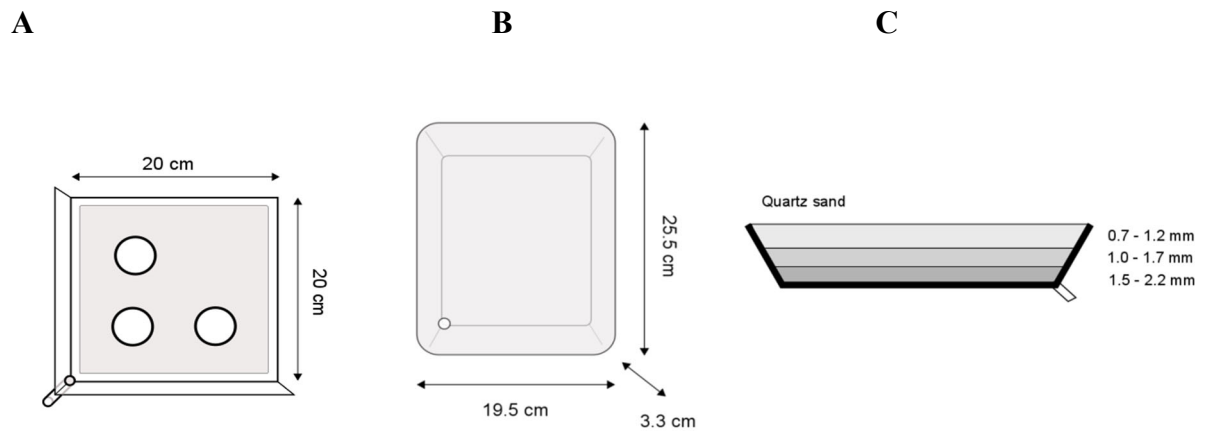 A
B
C
20 cm
20 cm
25.5 cm
19.5 cm
3.3 cm
Quartz sand
0.7 - 1.2 mm
1.0 - 1.7 mm
1.5 - 2.2 mm